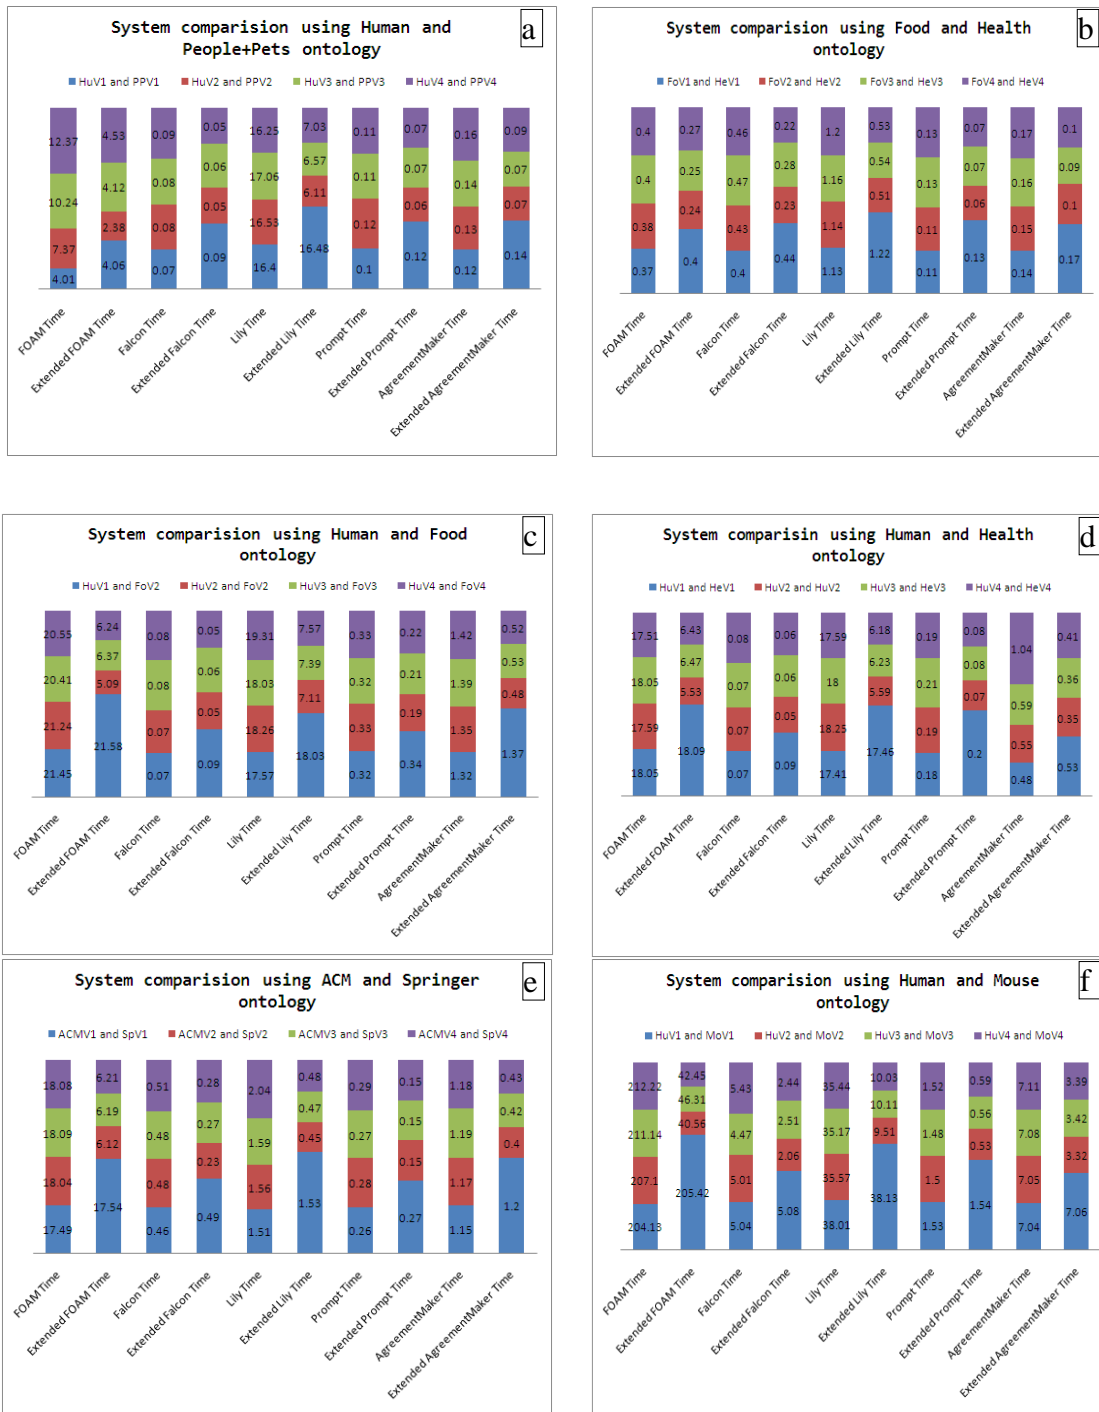 System comparision using Human and
People+Pets ontology
a
HuV1 and PPV1 HuV2 and PPV2 HuV3 and PPV3 HuV4 and PPV4
12.37 4.53 0.09 0.05 16.25 7.03 0.11 0.07 0.16 0.09
10.24 4.12 0.08 0.06 17.06 6.57 0.11 0.07 0.14 0.07
7.37 2.38 0.08 0.05 16.53 6.11 0.12 0.06 0.13 0.07
4.01 4.06 0.07 0.09 16.4 16.48 0.1 0.12 0.12 0.14
FOAM Time
Extended FOAM Time
Falcon Time
Extended Falcon Time
Lily Time
Extended Lily Time
Prompt Time
Extended Prompt Time
AgreementMaker Time
Extended AgreementMaker Time
System comparision using Food and Health
ontology
b
FoV1 and HeV1 FoV2 and HeV2 FoV3 and HeV3 FoV4 and HeV4
0.4 0.27 0.46 0.22 1.2 0.53 0.13 0.07 0.17 0.1
0.4 0.25 0.47 0.28 1.16 0.54 0.13 0.07 0.16 0.09
0.38 0.24 0.43 0.23 1.14 0.51 0.11 0.06 0.15 0.1
0.37 0.4 0.4 0.44 1.13 1.22 0.11 0.13 0.14 0.17
FOAM Time
Extended FOAM Time
Falcon Time
Extended Falcon Time
Lily Time
Extended Lily Time
Prompt Time
Extended Prompt Time
AgreementMaker Time
Extended AgreementMaker Time
System comparision using Human and Food
ontology
c
HuV1 and FoV2 HuV2 and FoV2 HuV3 and FoV3 HuV4 and FoV4
20.55 6.24 0.08 0.05 19.31 7.57 0.33 0.22 1.42 0.52
20.41 6.37 0.08 0.06 18.03 7.39 0.32 0.21 1.39 0.53
21.24 5.09 0.07 0.05 18.26 7.11 0.33 0.19 1.35 0.48
21.45 21.58 0.07 0.09 17.57 18.03 0.32 0.34 1.32 1.37
FOAM Time
Extended FOAM Time
Falcon Time
Extended Falcon Time
Lily Time
Extended Lily Time
Prompt Time
Extended Prompt Time
AgreementMaker Time
Extended AgreementMaker Time
System comparisin using Human and Health
ontology
d
HuV1 and HeV1 HuV2 and HuV2 HuV3 and HeV3 HuV4 and HeV4
17.51 6.43 0.08 0.06 17.59 6.18 0.19 0.08 1.04 0.41
18.05 6.47 0.07 0.06 18 6.23 0.21 0.08 0.59 0.36
17.59 5.53 0.07 0.05 18.25 5.59 0.19 0.07 0.55 0.35
18.05 18.09 0.07 0.09 17.41 17.46 0.18 0.2 0.48 0.53
FOAM Time
Extended FOAM Time
Falcon Time
Extended Falcon Time
Lily Time
Extended Lily Time
Prompt Time
Extended Prompt Time
AgreementMaker Time
Extended AgreementMaker Time
System comparision using ACM and Springer
ontology
e
ACMV1 and SpV1 ACMV2 and SpV2 ACMV3 and SpV3 ACMV4 and SpV4
18.08 6.21 0.51 0.28 2.04 0.48 0.29 0.15 1.18 0.43
18.09 6.19 0.48 0.27 1.59 0.47 0.27 0.15 1.19 0.42
18.04 6.12 0.48 0.23 1.56 0.45 0.28 0.15 1.17 0.4
17.49 17.54 0.46 0.49 1.51 1.53 0.26 0.27 1.15 1.2
FOAM Time
Extended FOAM Time
Falcon Time
Extended Falcon Time
Lily Time
Extended Lily Time
Prompt Time
Extended Prompt Time
AgreementMaker Time
Extended AgreementMaker Time
System comparision using Human and Mouse
ontology
f
HuV1 and MoV1 HuV2 and MoV2 HuV3 and MoV3 HuV4 and MoV4
212.22 42.45 5.43 2.44 35.44 10.03 1.52 0.59 7.11 3.39
211.14 46.31 4.47 2.51 35.17 10.11 1.48 0.56 7.08 3.42
207.1 40.56 5.01 2.06 35.57 9.51 1.5 0.53 7.05 3.32
204.13 205.42 5.04 5.08 38.01 38.13 1.53 1.54 7.04 7.06
FOAM Time
Extended FOAM Time
Falcon Time
Extended Falcon Time
Lily Time
Extended Lily Time
Prompt Time
Extended Prompt Time
AgreementMaker Time
Extended AgreementMaker Time